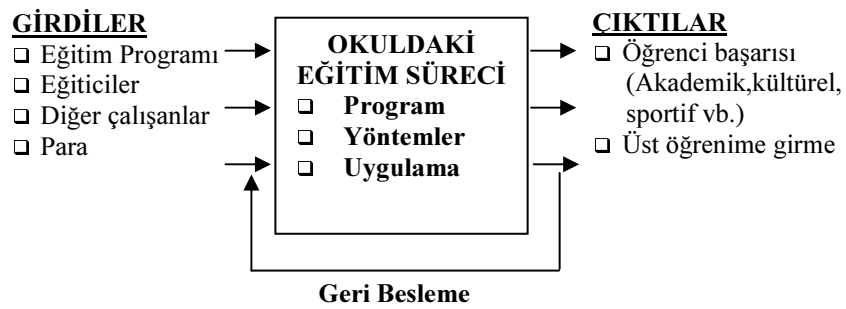 GİRDİLER
❑ Eğitim Programı
❑ Eğiticiler
❑ Diğer çalışanlar
❑ Para
OKULDAKİ
EĞİTİM SÜRECİ
❑ Program
❑ Yöntemler
❑ Uygulama
ÇIKTILAR
❑ Öğrenci başarısı
(Akademik,kültürel,
sportif vb.)
❑ Üst öğrenime girme
Geri Besleme